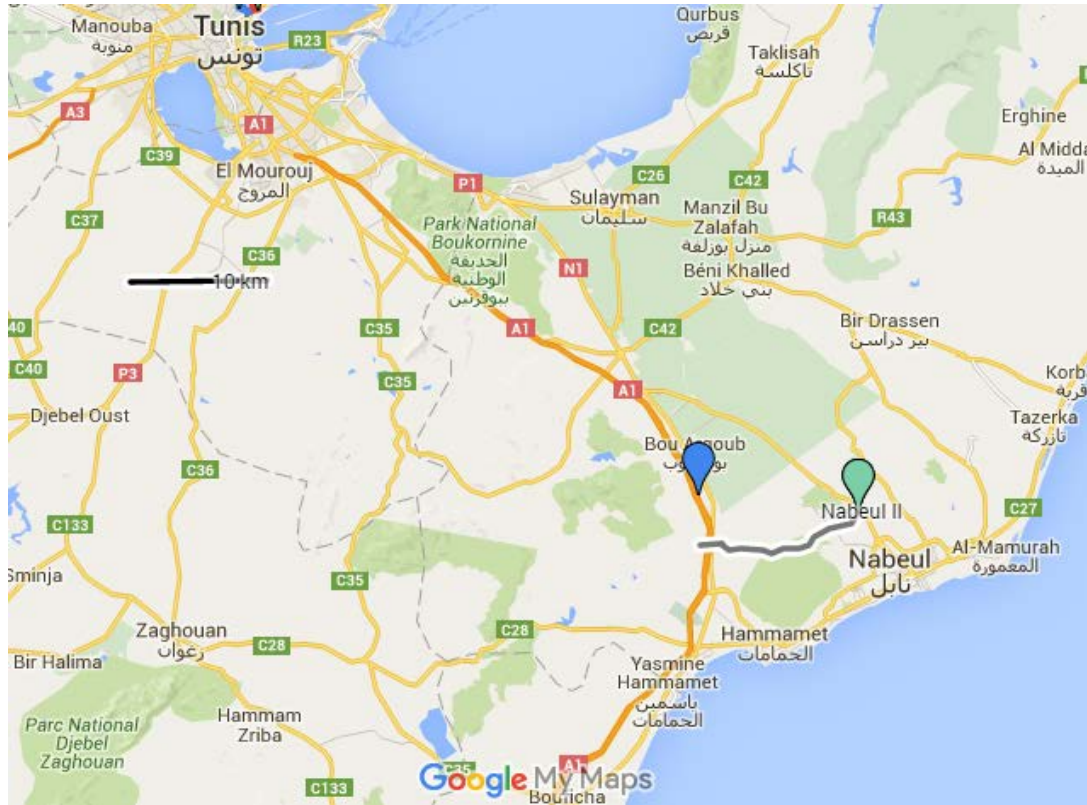 Qurbus
قربص
Manouba
منوبة
Tunis
تونس
R23
Taklisah
تاكلسة
A3
A1
Erghine
C39
El Mourouj
المروج
Al Midda
الميدة
P1
C26
C42
Sulayman
سليمان
C37
Manzil Bu
Zalafah
منزل بوزلفة
R43
Park National
Boukornine
الحديقة
الوطنية
ببوقرنين
C36
N1
Béni Khalled
بني خلاد
10 km
C35
A1
C42
Bir Drassen
بير دراسن
C40
P3
C35
A1
Djebel Oust
Tazerka
تازركة
Bou Argoub
C36
C133
Nabeul II
C27
Nabeul
نابل
Al-Mamurah
المعمورة
Sminja
C35
Zaghouan
زغوان
C28
C28
Hammamet
الحمامات
Bir Halima
Yasmine
Hammamet
ياسمين
الحمامات
Parc National
Djebel
Zaghouan
Hammam
Zriba
C35
A1
Google My Maps
C133
Bouficha